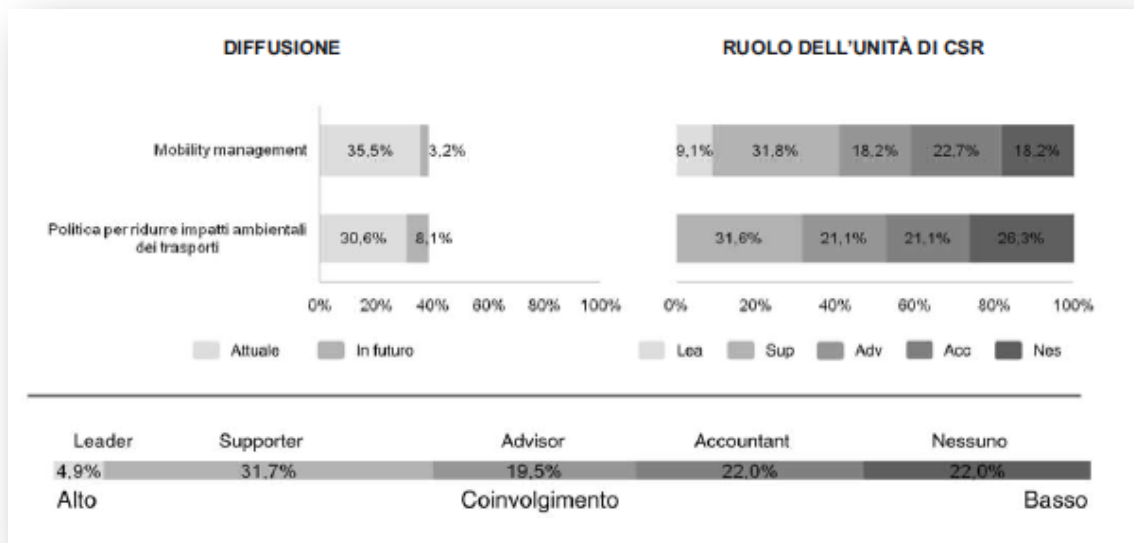 DIFFUSIONE
RUOLO DELL'UNITÀ DI CSR
Mobility management
35,5%
3,2%
9,1%
31,8%
18,2%
22,7%
18,2%
Politica per ridurre impatti ambientali
dei trasporti
30,6%
8,1%
31,6%
21,1%
21,1%
26,3%
0% 20% 40% 60% 80% 100%
0% 20% 40% 60% 80% 100%
Attuale
In futuro
Lea
Sup
Adv
Acc
Nes
Leader
Supporter
Advisor
Accountant
Nessuno
4,9%
31,7%
19,5%
22,0%
22,0%
Alto
Coinvolgimento
Basso